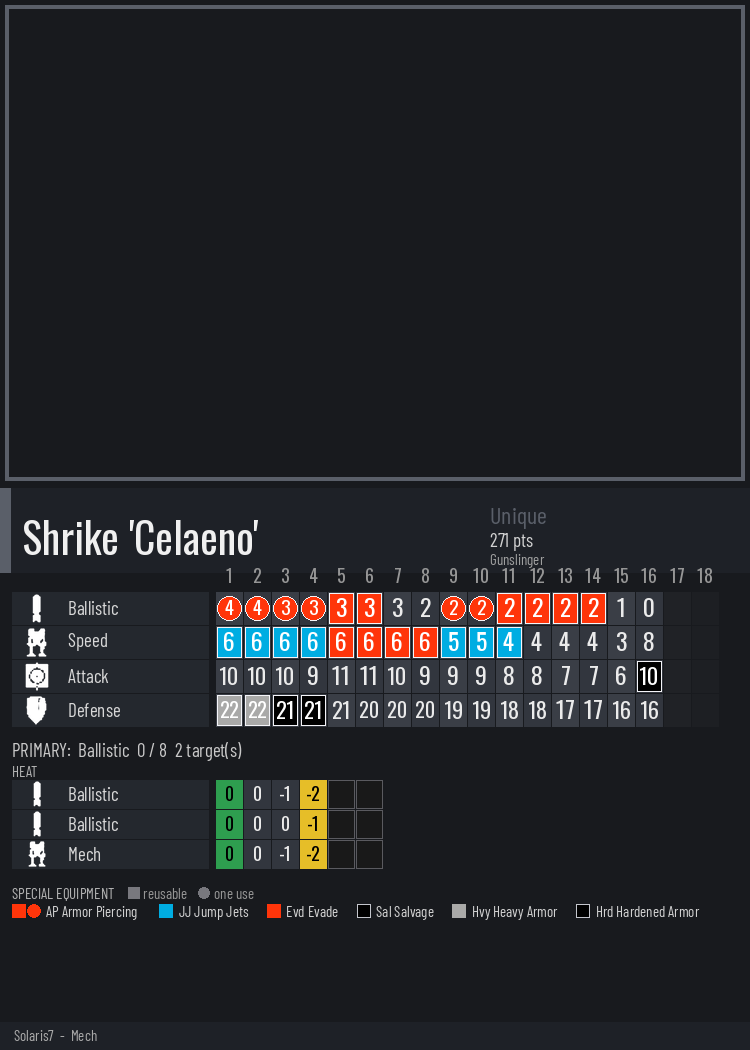 Shrike 'Celaeno'
Unique
271 pts
Gunslinger
1 2 3 4 5 6 7 8 9 10 11 12 13 14 15 16 17 18
Ballistic 4 4 3 3 3 3 3 2 2 2 2 2 2 2 1 0
Speed 6 6 6 6 6 6 6 6 5 5 4 4 4 4 3 8
Attack 10 10 10 9 11 11 10 9 9 9 8 8 7 7 6 10
Defense 22 22 21 21 21 20 20 20 19 19 18 18 17 17 16 16
PRIMARY: Ballistic 0 / 8 2 target(s)
HEAT
Ballistic 0 0 -1 -2
Ballistic 0 0 0 -1
Mech 0 0 -1 -2
SPECIAL EQUIPMENT reusable one use
AP Armor Piercing JJ Jump Jets Evd Evade Sal Salvage Hvy Heavy Armor Hrd Hardened Armor
Solaris7 - Mech